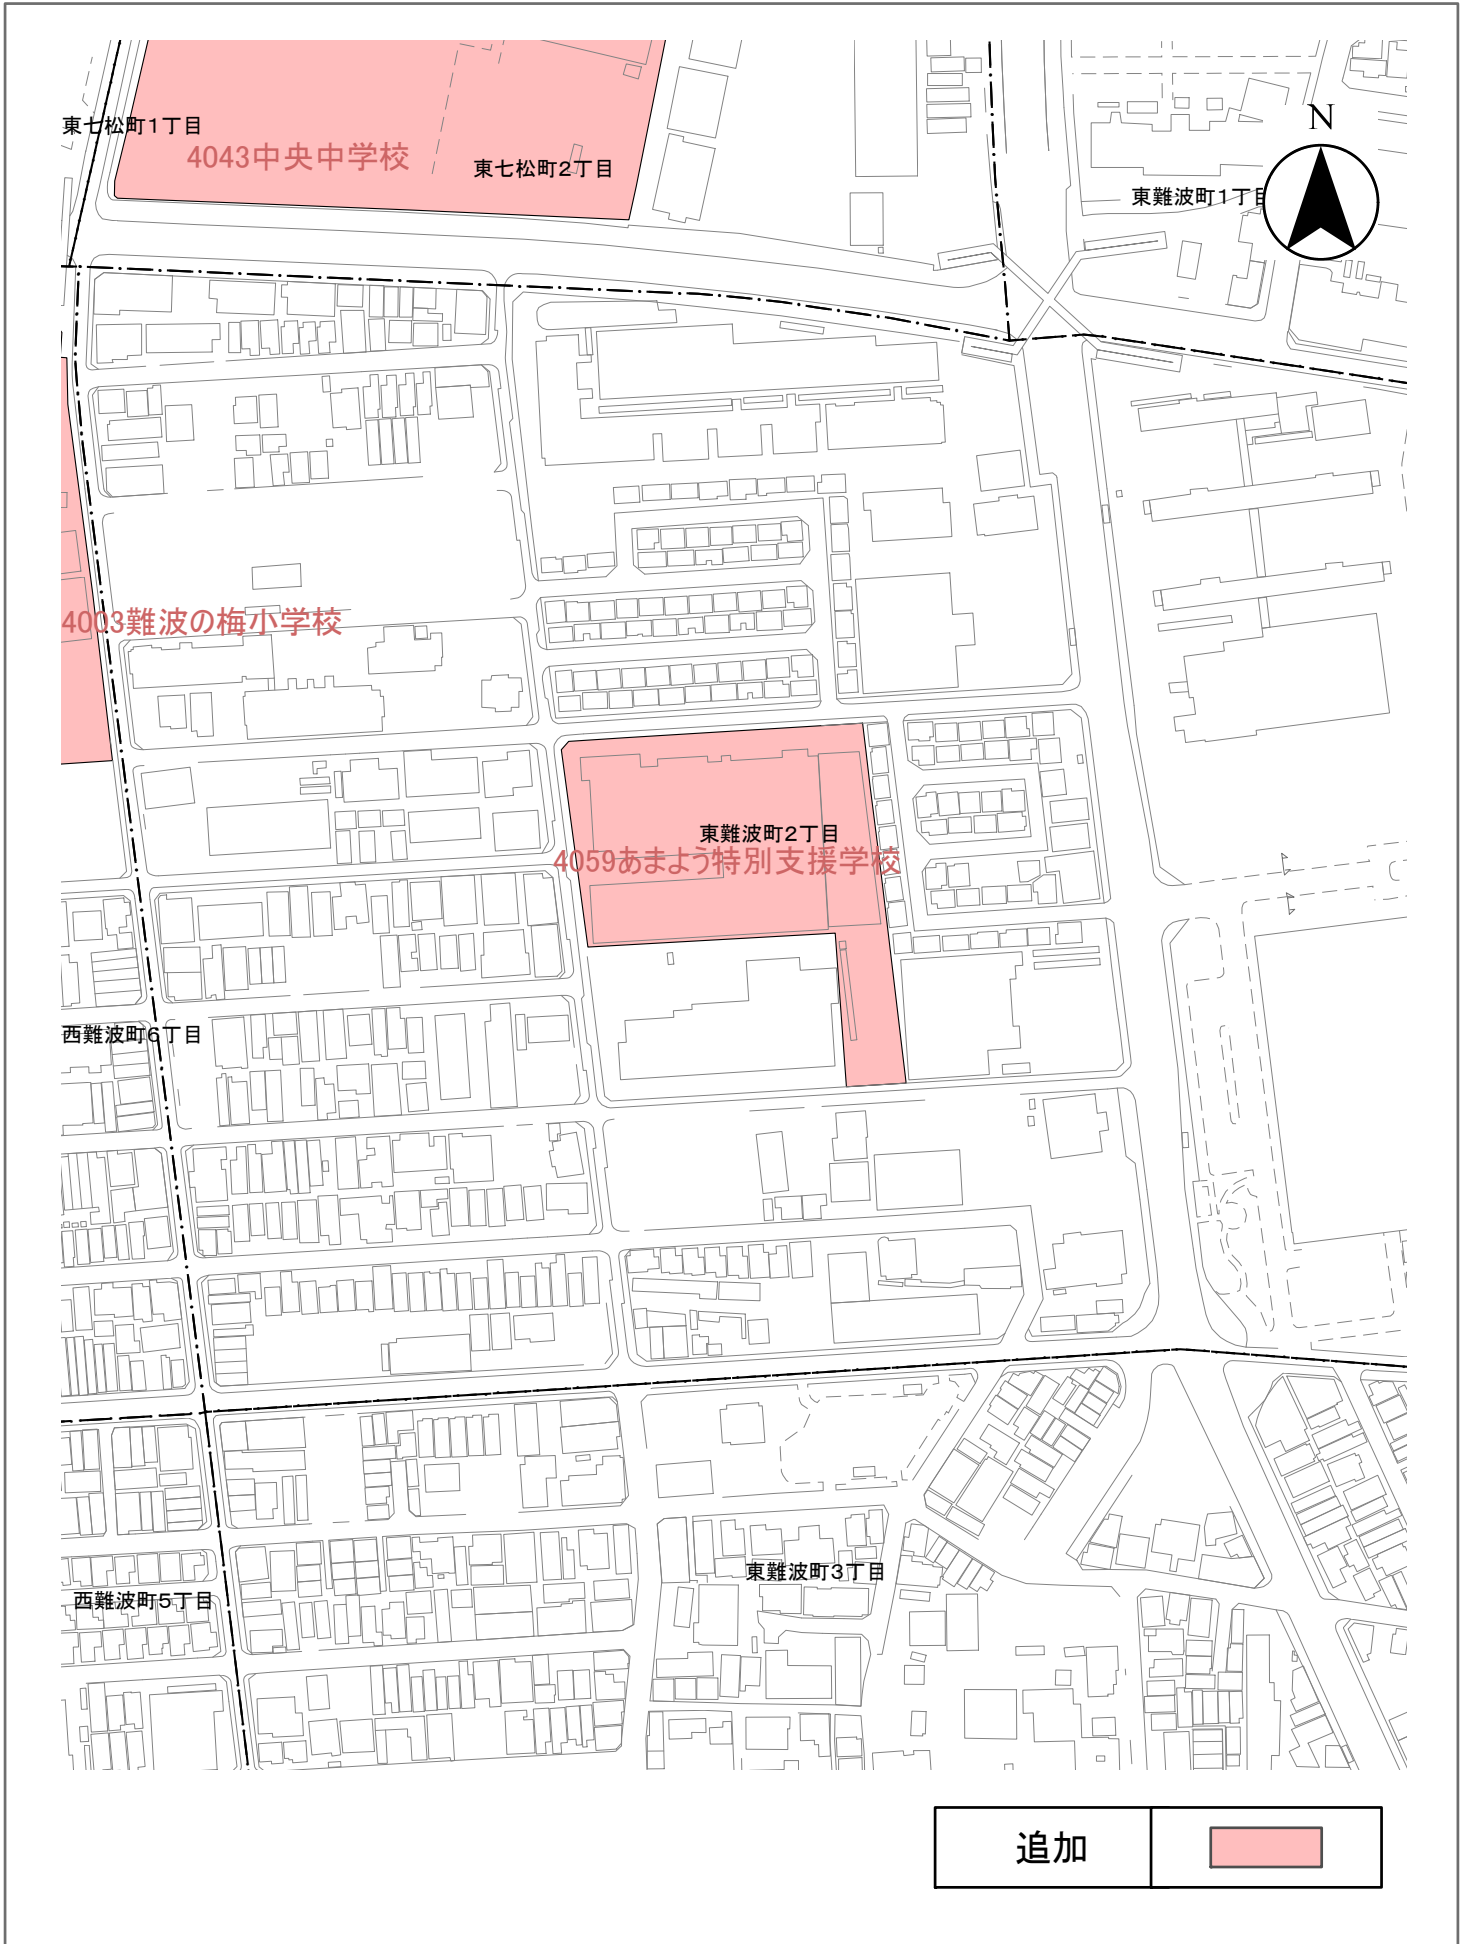 N
東七松町1丁目
4043中央中学校
東七松町2丁目
東難波町1丁目
4003難波の梅小学校
東難波町2丁目
4059あまよう特別支援学校
西難波町6丁目
東難波町3丁目
西難波町5丁目
追加